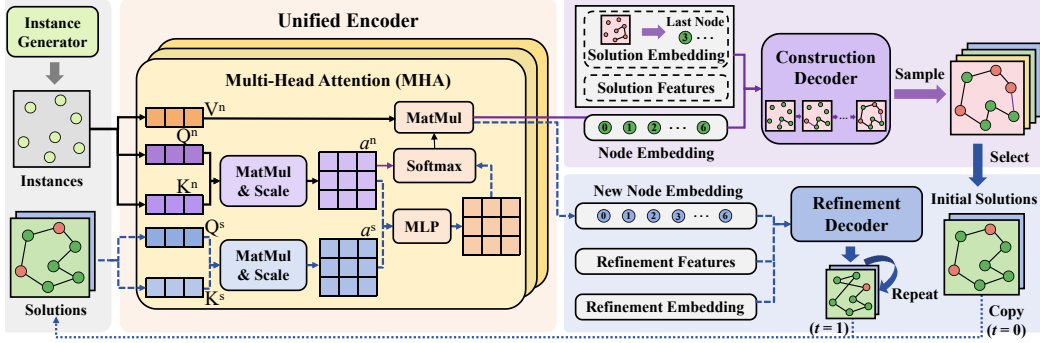 Instance
Generator
Instances
Solutions
Unified Encoder
Multi-Head Attention (MHA)
Vⁿ
Qⁿ
Kⁿ
Qˢ
Kˢ
MatMul
& Scale
MatMul
& Scale
aⁿ
aˢ
MatMul
Softmax
MLP
Last Node
3 ...
Solution Embedding
Solution Features
0 1 2 ... 6
Node Embedding
Construction
Decoder
...
Sample
Select
New Node Embedding
0 1 2 3 ... 6
Refinement Features
Refinement Embedding
Refinement
Decoder
Repeat
(t = 1)
Initial Solutions
Copy
(t = 0)